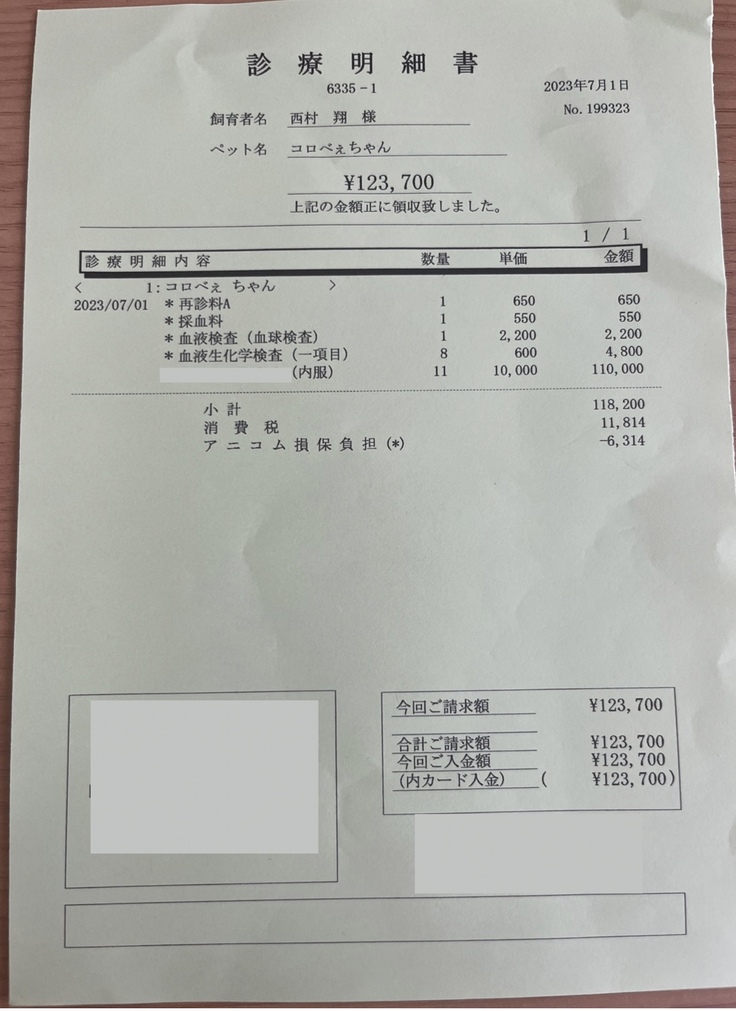 診療明細書
6335-1
2023年7月1日
No. 199323
飼育者名 西村 翔 様
ペット名 コロベぇちゃん
¥123,700
上記の金額正に領収致しました。
1 / 1
診療明細内容 数量 単価 金額
< 1:コロベぇ ちゃん >
2023/07/01 *再診料A 1 650 650
*採血料 1 550 550
*血液検査(血球検査) 1 2,200 2,200
*血液生化学検査(一項目) 8 600 4,800
(内服) 11 10,000 110,000
小計 118,200
消費税 11,814
アニコム損保負担(*) -6,314
今回ご請求額 ¥123,700
合計ご請求額 ¥123,700
今回ご入金額 ¥123,700
(内カード入金) ( ¥123,700)